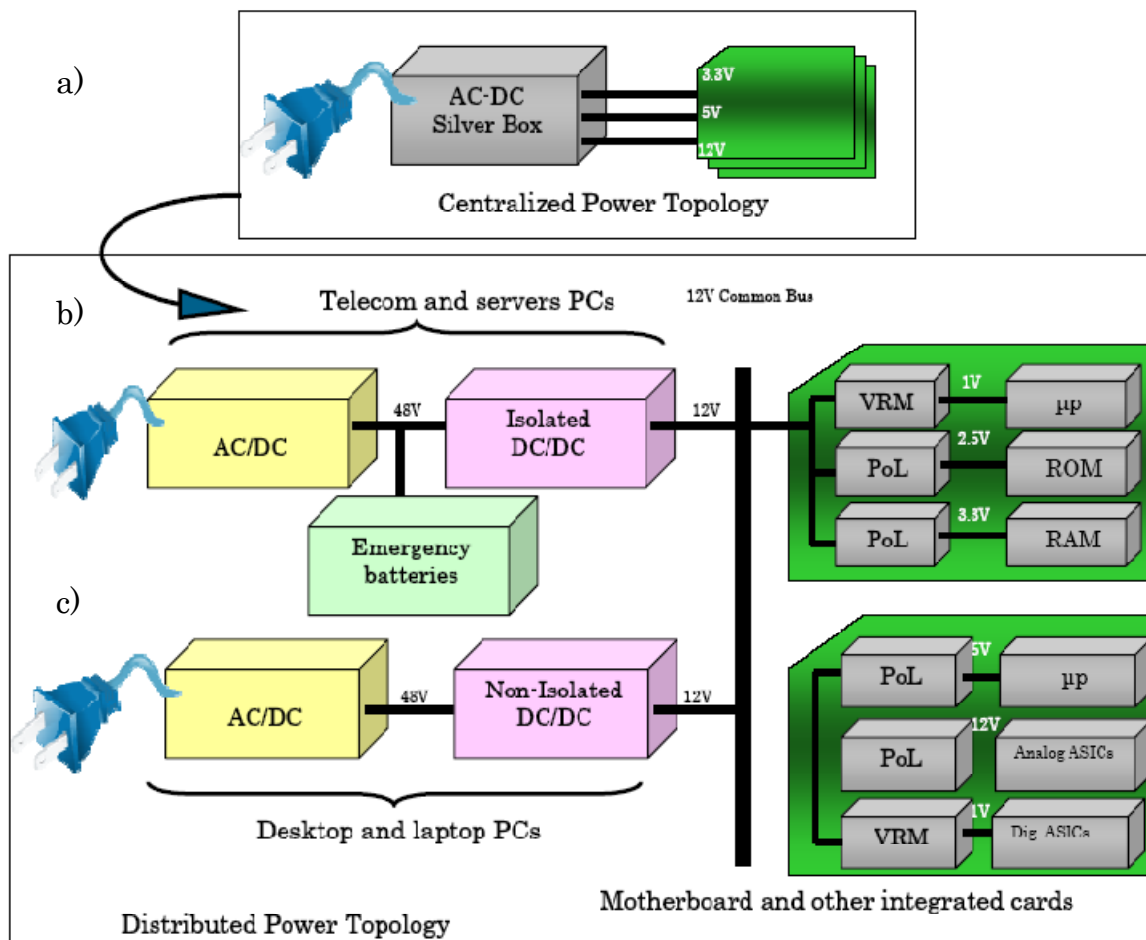 a)
AC-DC
Silver Box
3.3V
5V
12V
Centralized Power Topology
b)
Telecom and servers PCs
12V Common Bus
AC/DC
48V
Isolated
DC/DC
12V
Emergency
batteries
VRM
1V
µp
PoL
2.5V
ROM
PoL
3.3V
RAM
c)
AC/DC
48V
Non-Isolated
DC/DC
12V
Desktop and laptop PCs
PoL
5V
µp
PoL
12V
Analog ASICs
VRM
1V
Dig. ASICs
Motherboard and other integrated cards
Distributed Power Topology